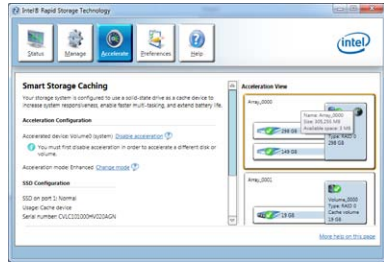 Intel® Rapid Storage Technology
Status
Manage
Accelerate
Preferences
Help
intel
Smart Storage Caching
Your storage system is configured to use a solid-state drive as a cache device to
increase system responsiveness, enable faster multi-tasking, and extend battery life.
Acceleration Configuration
Accelerated device: Volume0 (system) Disable acceleration
You must first disable acceleration in order to accelerate a different disk or
volume.
Acceleration mode: Enhanced Change mode
SSD Configuration
SSD on port 1: Normal
Usage: Cache device
Serial number: CVLC101000HV020AGN
Acceleration View
Array_0000
Name: Array_0000
Available space: 0 MB
298 GB
Type: RAID 0
298 GB
149 GB
Array_0001
Volume_0000
Type: RAID 0
Cache volume
19 GB
19 GB
More help on this page